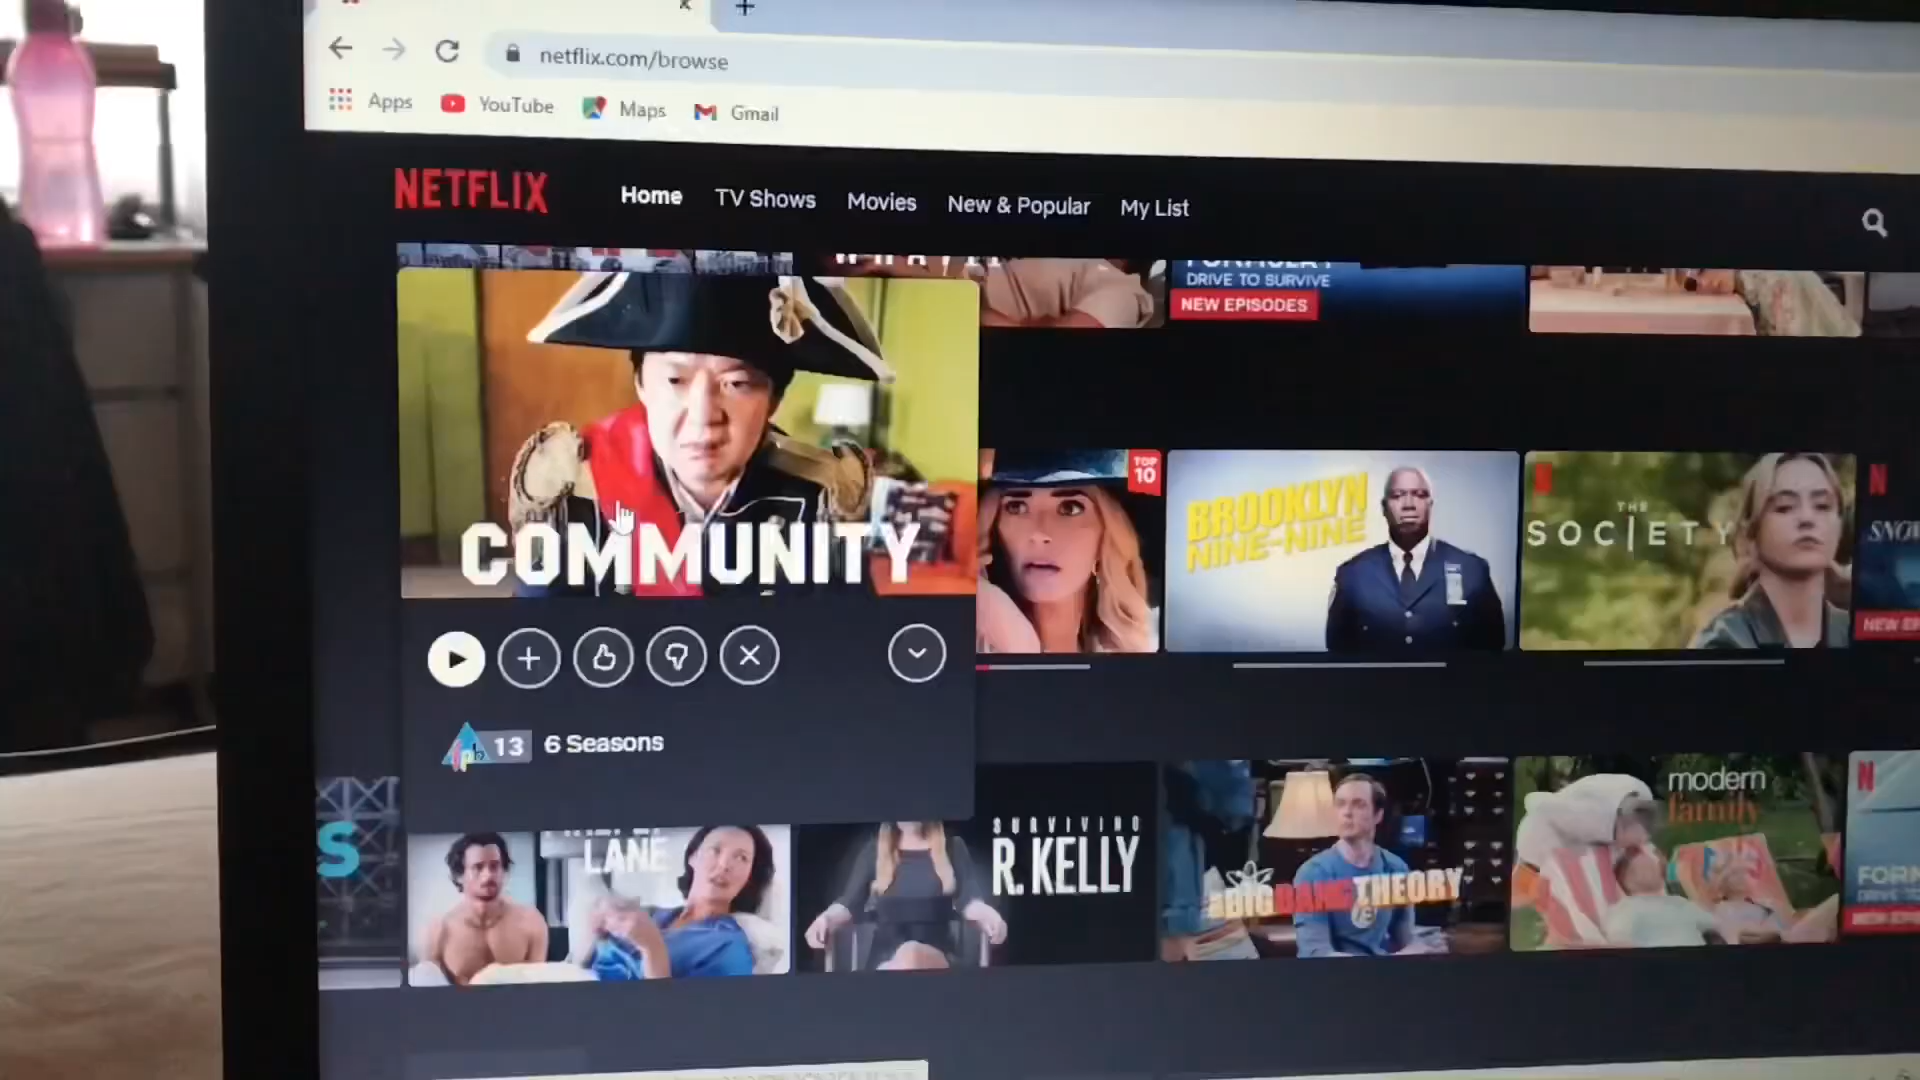 netflix.com/browse
Apps YouTube Maps Gmail
NETFLIX Home TV Shows Movies New & Popular My List
DRIVE TO SURVIVE
NEW EPISODES
COMMUNITY
TOP
10
BROOKLYN
NINE-NINE
THE
SOCIETY
13 6 Seasons
LANE
SURVIVING
R. KELLY
BIG BANG THEORY
modern
family